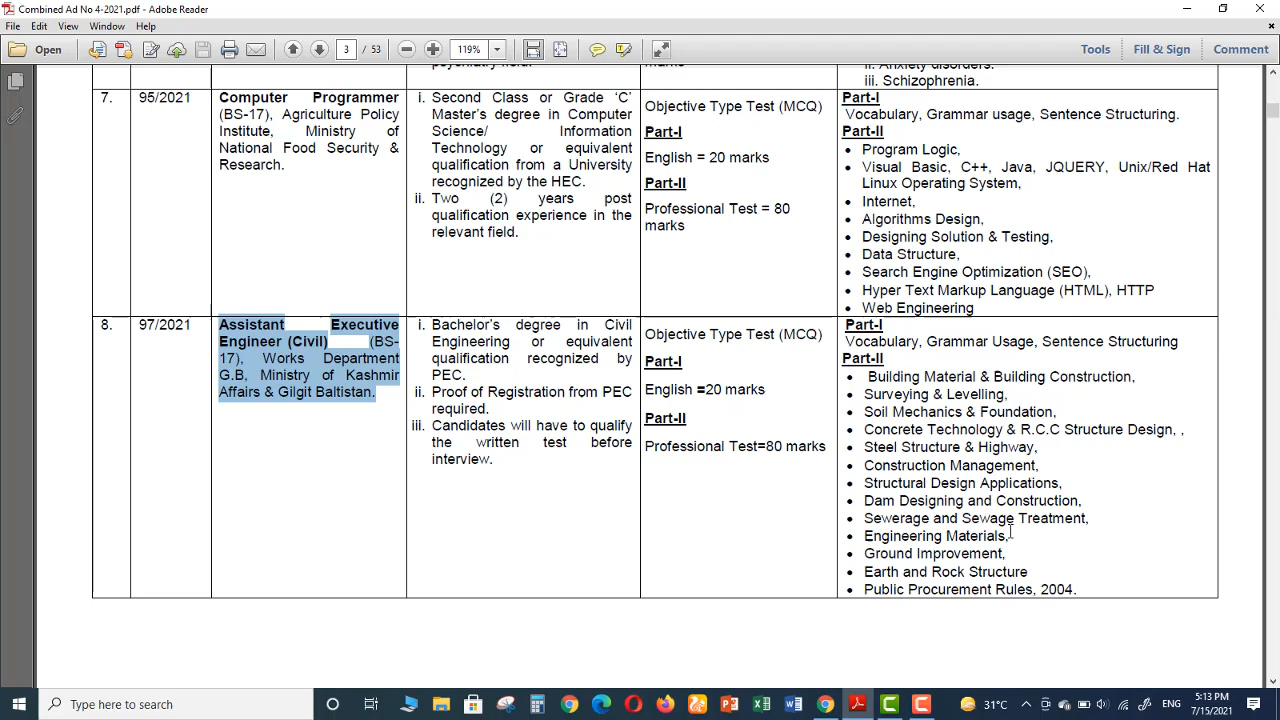 Combined Ad No 4-2021.pdf - Adobe Reader
File Edit View Window Help
Open 3 / 53 119% Tools Fill & Sign Comment
iii. Schizophrenia.
7. 95/2021
Computer Programmer
(BS-17), Agriculture Policy
Institute, Ministry of
National Food Security &
Research.
i. Second Class or Grade ‘C’
Master's degree in Computer
Science/ Information
Technology or equivalent
qualification from a University
recognized by the HEC.
ii. Two (2) years post
qualification experience in the
relevant field.
Objective Type Test (MCQ)
Part-I
English = 20 marks
Part-II
Professional Test = 80
marks
Part-I
Vocabulary, Grammar usage, Sentence Structuring.
Part-II
• Program Logic,
• Visual Basic, C++, Java, JQUERY, Unix/Red Hat
Linux Operating System,
• Internet,
• Algorithms Design,
• Designing Solution & Testing,
• Data Structure,
• Search Engine Optimization (SEO),
• Hyper Text Markup Language (HTML), HTTP
• Web Engineering
8. 97/2021
Assistant Executive
Engineer (Civil) (BS-
17), Works Department
G.B, Ministry of Kashmir
Affairs & Gilgit Baltistan.
i. Bachelor's degree in Civil
Engineering or equivalent
qualification recognized by
PEC.
ii. Proof of Registration from PEC
required.
iii. Candidates will have to qualify
the written test before
interview.
Objective Type Test (MCQ)
Part-I
English =20 marks
Part-II
Professional Test=80 marks
Part-I
Vocabulary, Grammar Usage, Sentence Structuring
Part-II
• Building Material & Building Construction,
• Surveying & Levelling,
• Soil Mechanics & Foundation,
• Concrete Technology & R.C.C Structure Design, ,
• Steel Structure & Highway,
• Construction Management,
• Structural Design Applications,
• Dam Designing and Construction,
• Sewerage and Sewage Treatment,
• Engineering Materials,
• Ground Improvement,
• Earth and Rock Structure
• Public Procurement Rules, 2004.
Type here to search
31°C
ENG
5:13 PM
7/15/2021